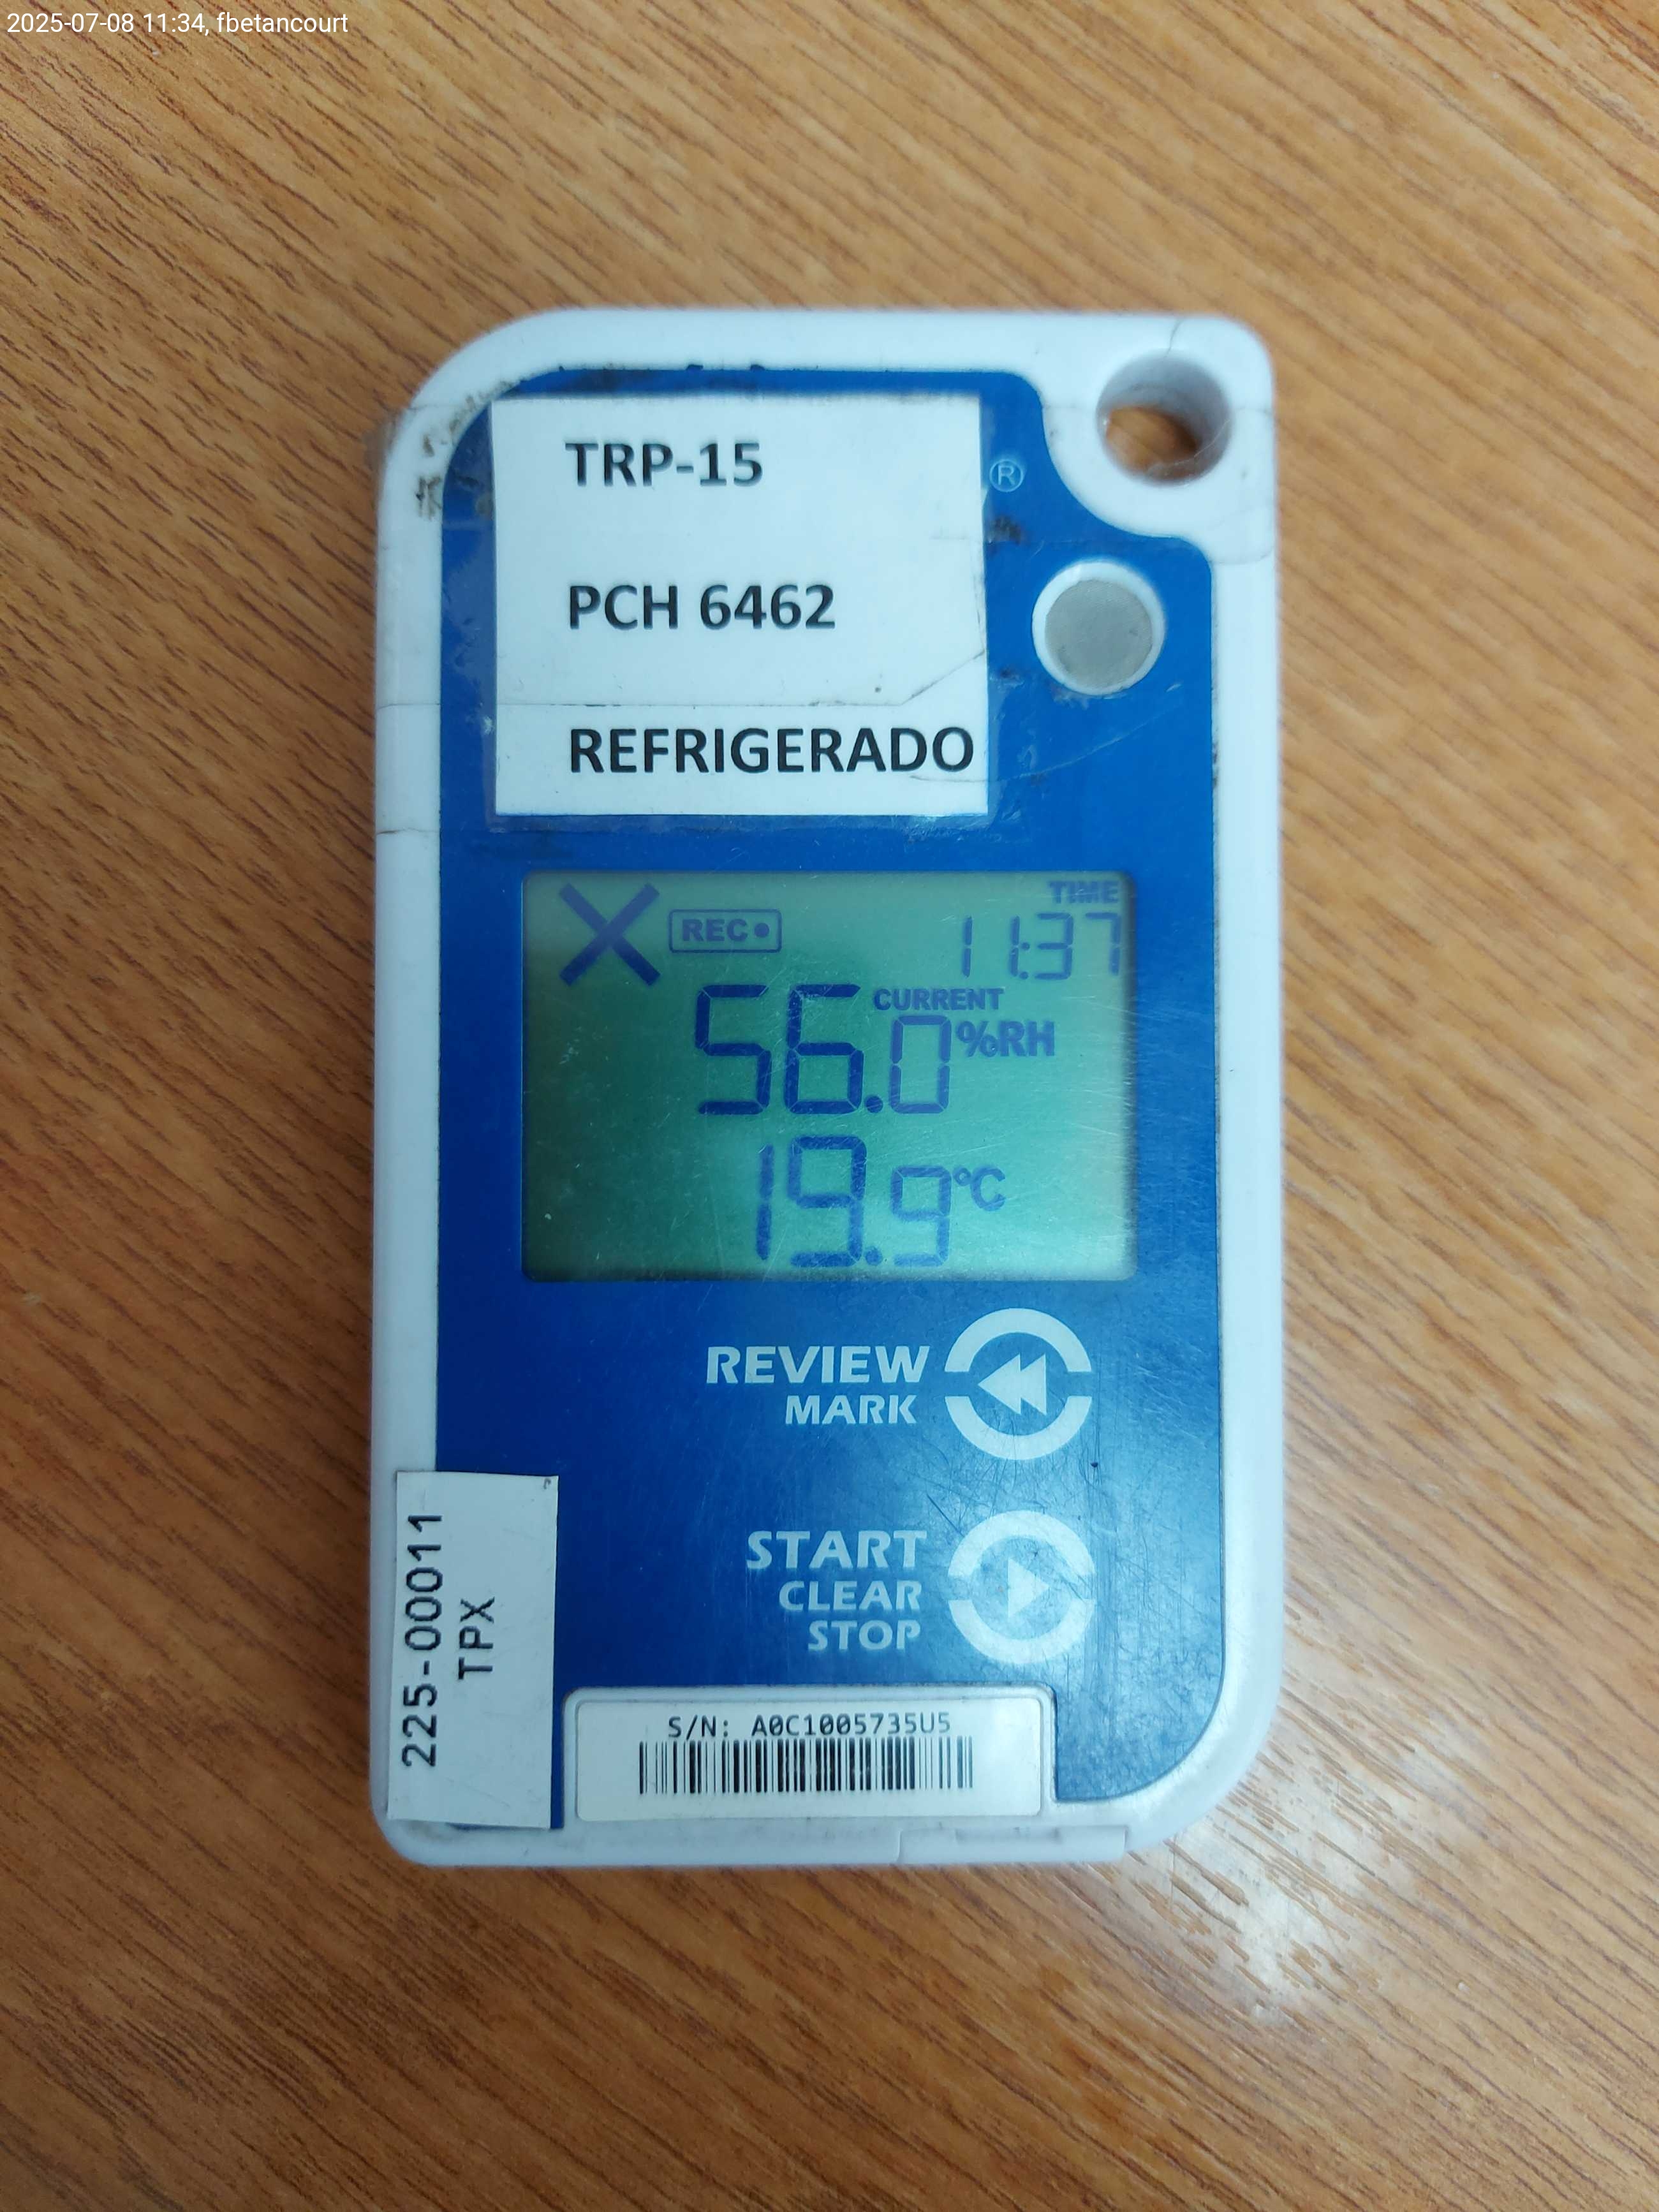 2025-07-08 11:34, fbetancourt
TRP-15
®
PCH 6462
REFRIGERADO
TIME
REC
11:37
CURRENT
56.0 %RH
19.9 °C
REVIEW
MARK
START
CLEAR
STOP
225-00011
TPX
S/N: A0C1005735U5